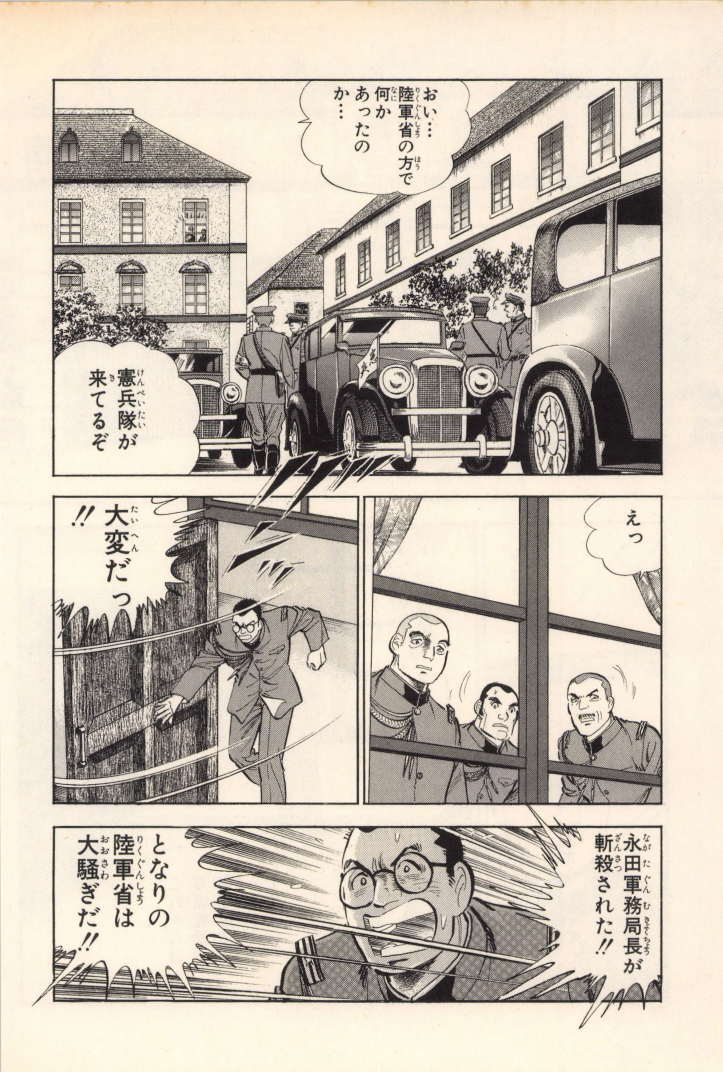 おい…
陸軍省の方で
何か
あったの
か…
憲兵隊が
来てるぞ
えっ
大変だっ
!!
永田軍務局長が
斬殺された!!
となりの
陸軍省は
大騒ぎだ!!